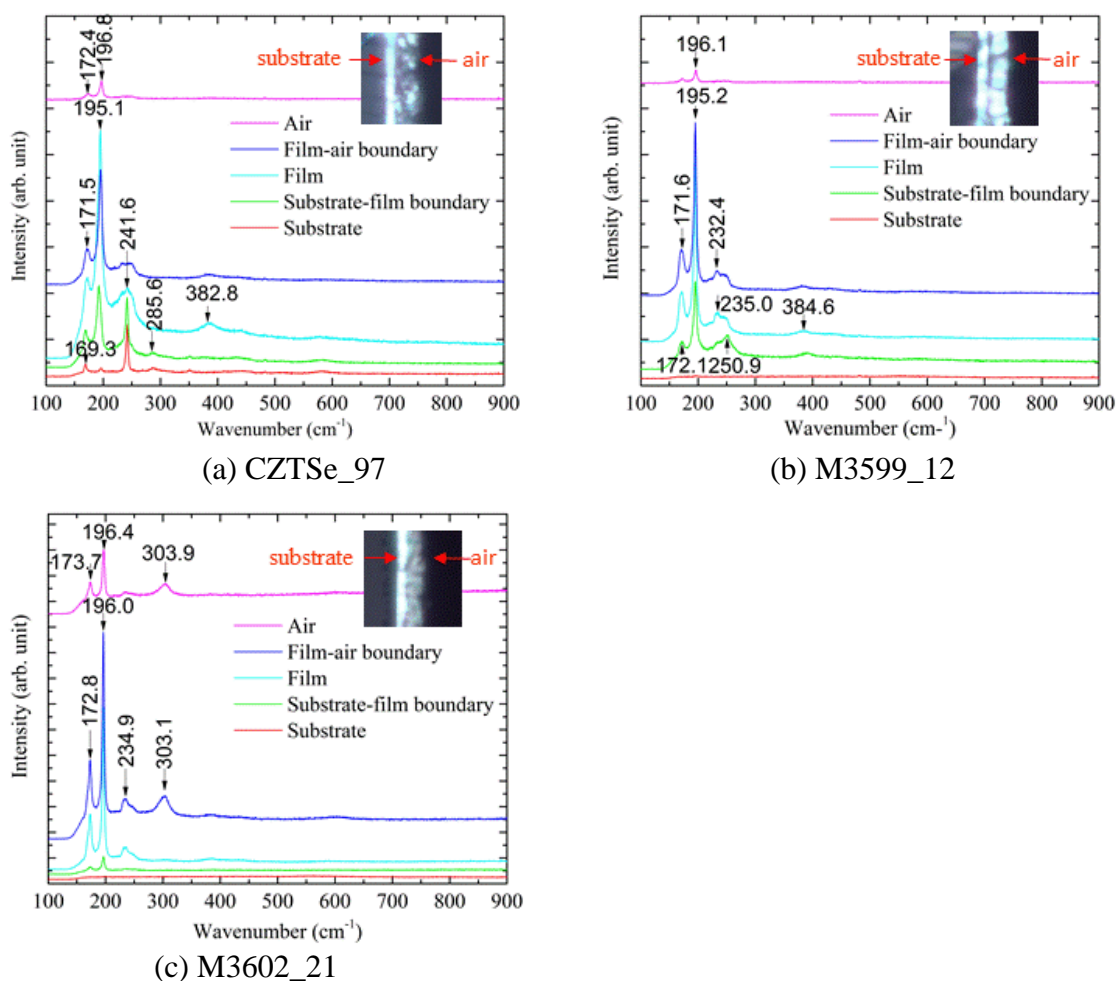 172.4
196.8
substrate
air
195.1
Air
Film-air boundary
Film
Substrate-film boundary
Substrate
171.5
241.6
285.6
382.8
169.3
Intensity (arb. unit)
100 200 300 400 500 600 700 800 900
Wavenumber (cm-1)
(a) CZTSe_97
196.1
substrate
air
195.2
Air
Film-air boundary
Film
Substrate-film boundary
Substrate
171.6
232.4
235.0
384.6
172.1
250.9
Intensity (arb. unit)
100 200 300 400 500 600 700 800 900
Wavenumber (cm-1)
(b) M3599_12
196.4
173.7
303.9
substrate
air
196.0
Air
Film-air boundary
Film
Substrate-film boundary
Substrate
172.8
234.9
303.1
Intensity (arb. unit)
100 200 300 400 500 600 700 800 900
Wavenumber (cm-1)
(c) M3602_21